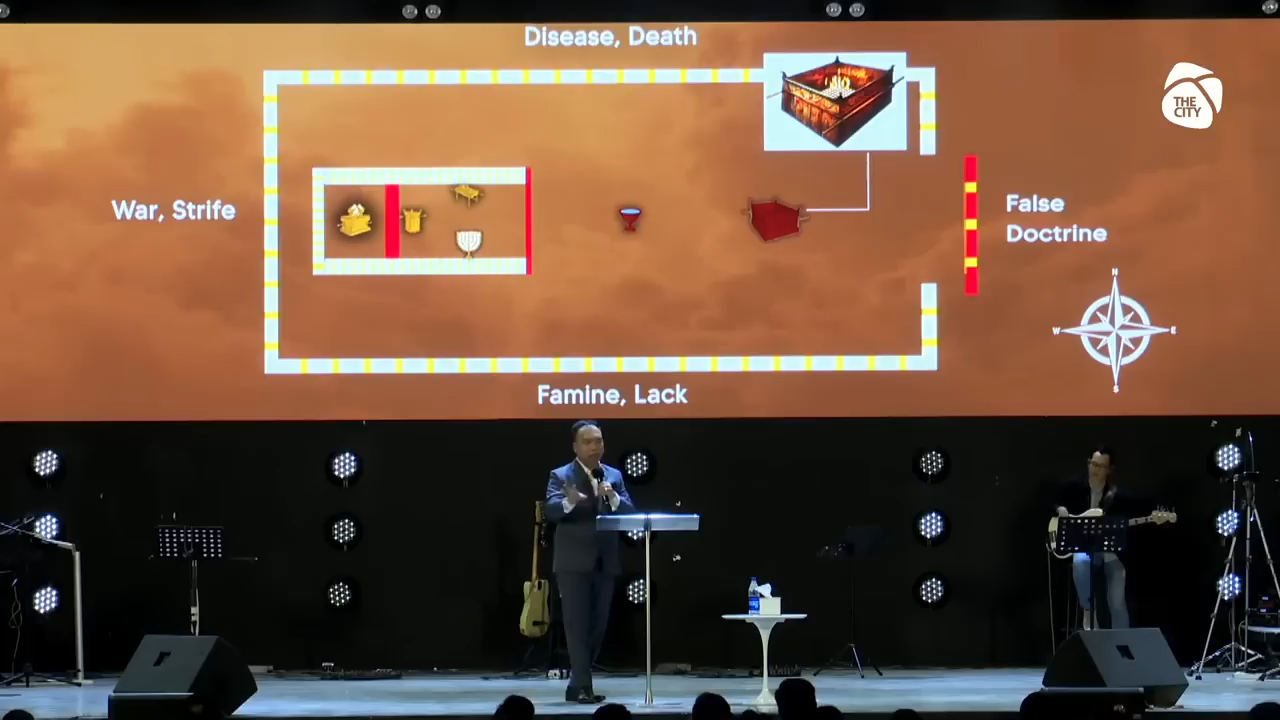 Disease, Death
THE
CITY
War, Strife
False
Doctrine
N
W
E
S
Famine, Lack